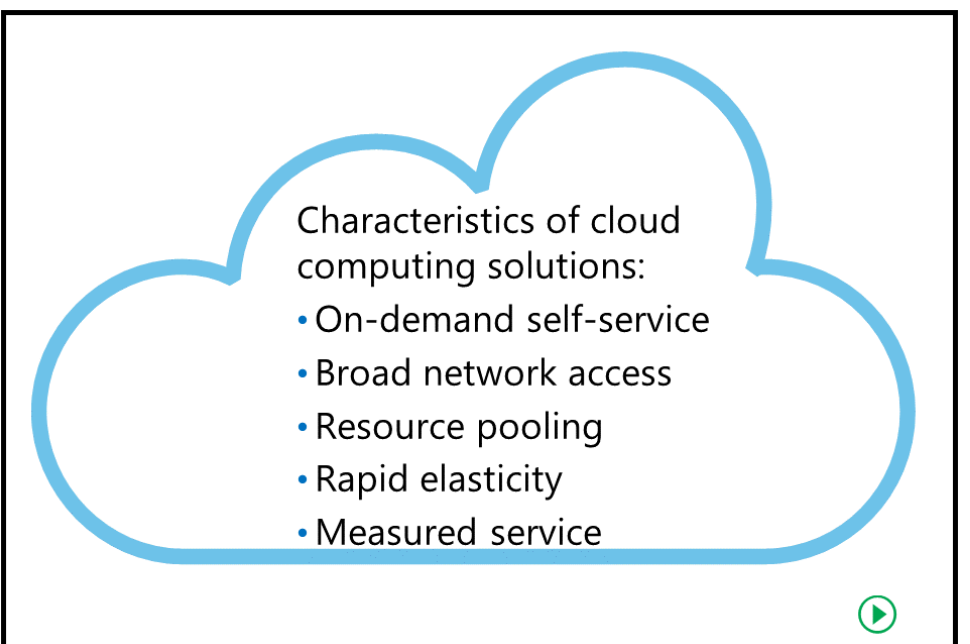 Characteristics of cloud
computing solutions:
• On-demand self-service
• Broad network access
• Resource pooling
• Rapid elasticity
• Measured service